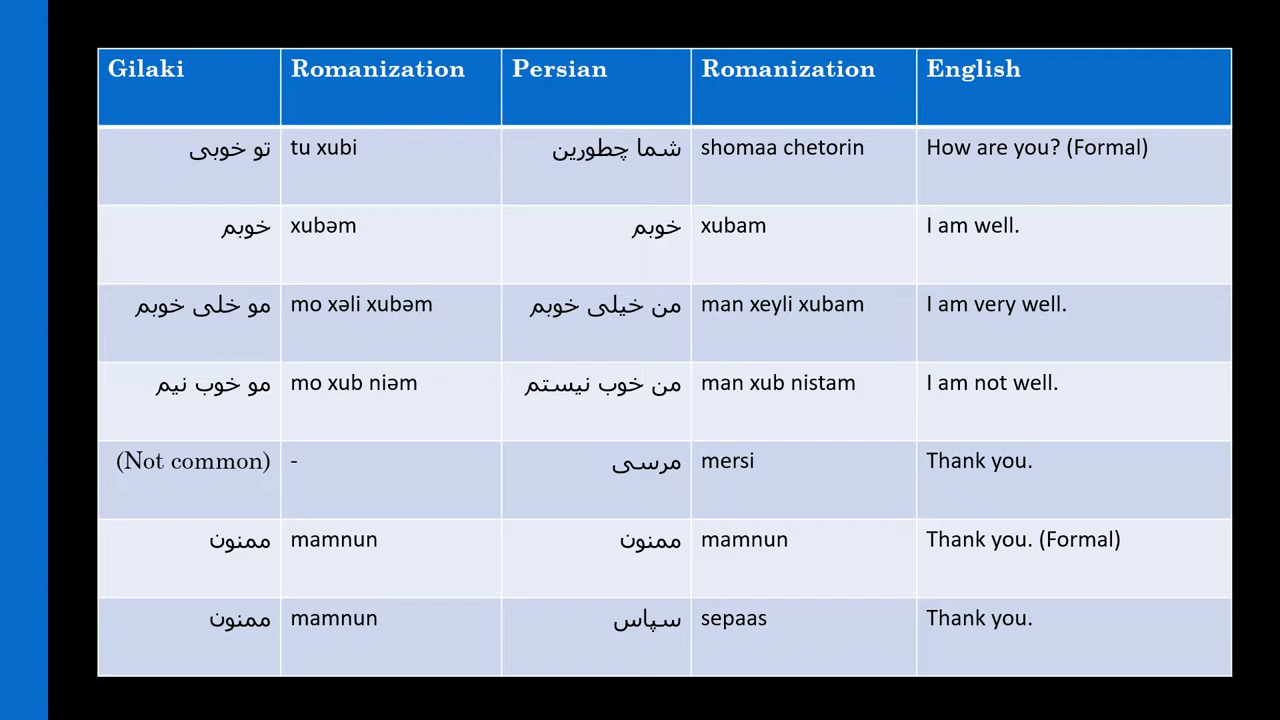 Gilaki Romanization Persian Romanization English
تو خوبی tu xubi شما چطورین shomaa chetorin How are you? (Formal)
خوبم xubəm خوبم xubam I am well.
مو خلی خوبم mo xəli xubəm من خیلی خوبم man xeyli xubam I am very well.
مو خوب نیم mo xub niəm من خوب نیستم man xub nistam I am not well.
(Not common) - مرسی mersi Thank you.
ممنون mamnun ممنون mamnun Thank you. (Formal)
ممنون mamnun سپاس sepaas Thank you.